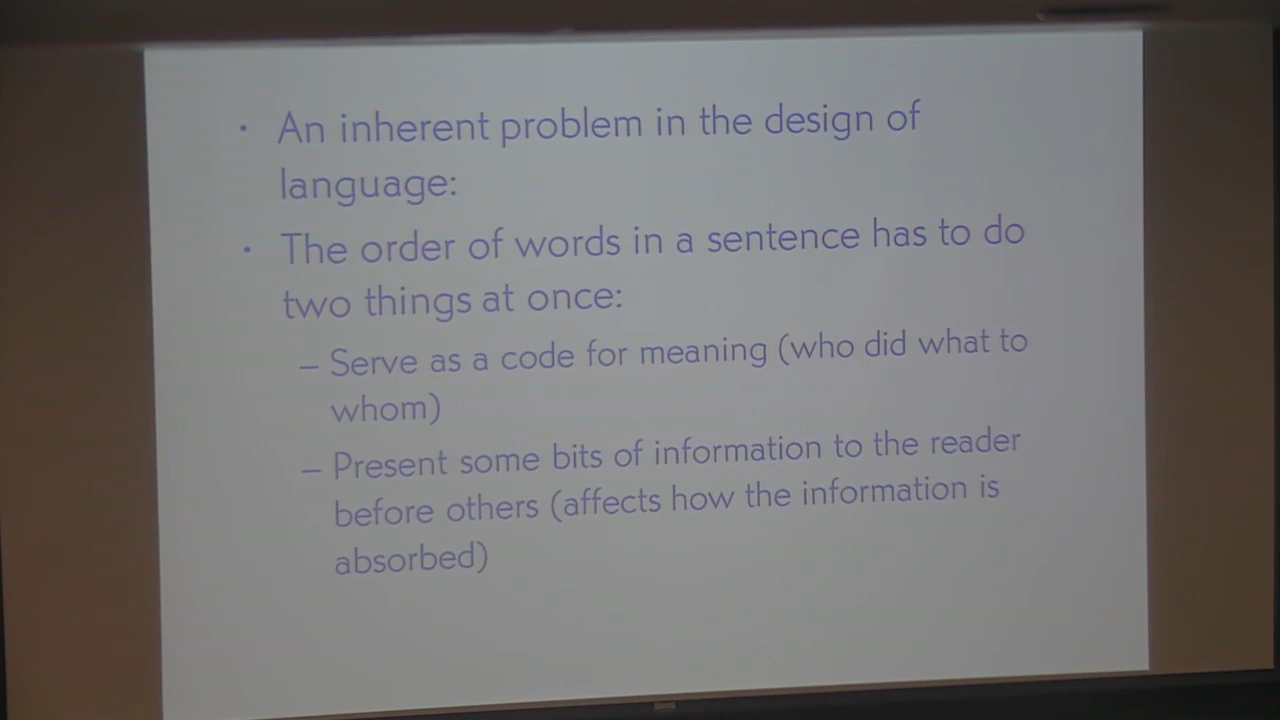 • An inherent problem in the design of
language:
• The order of words in a sentence has to do
two things at once:
– Serve as a code for meaning (who did what to
whom)
– Present some bits of information to the reader
before others (affects how the information is
absorbed)